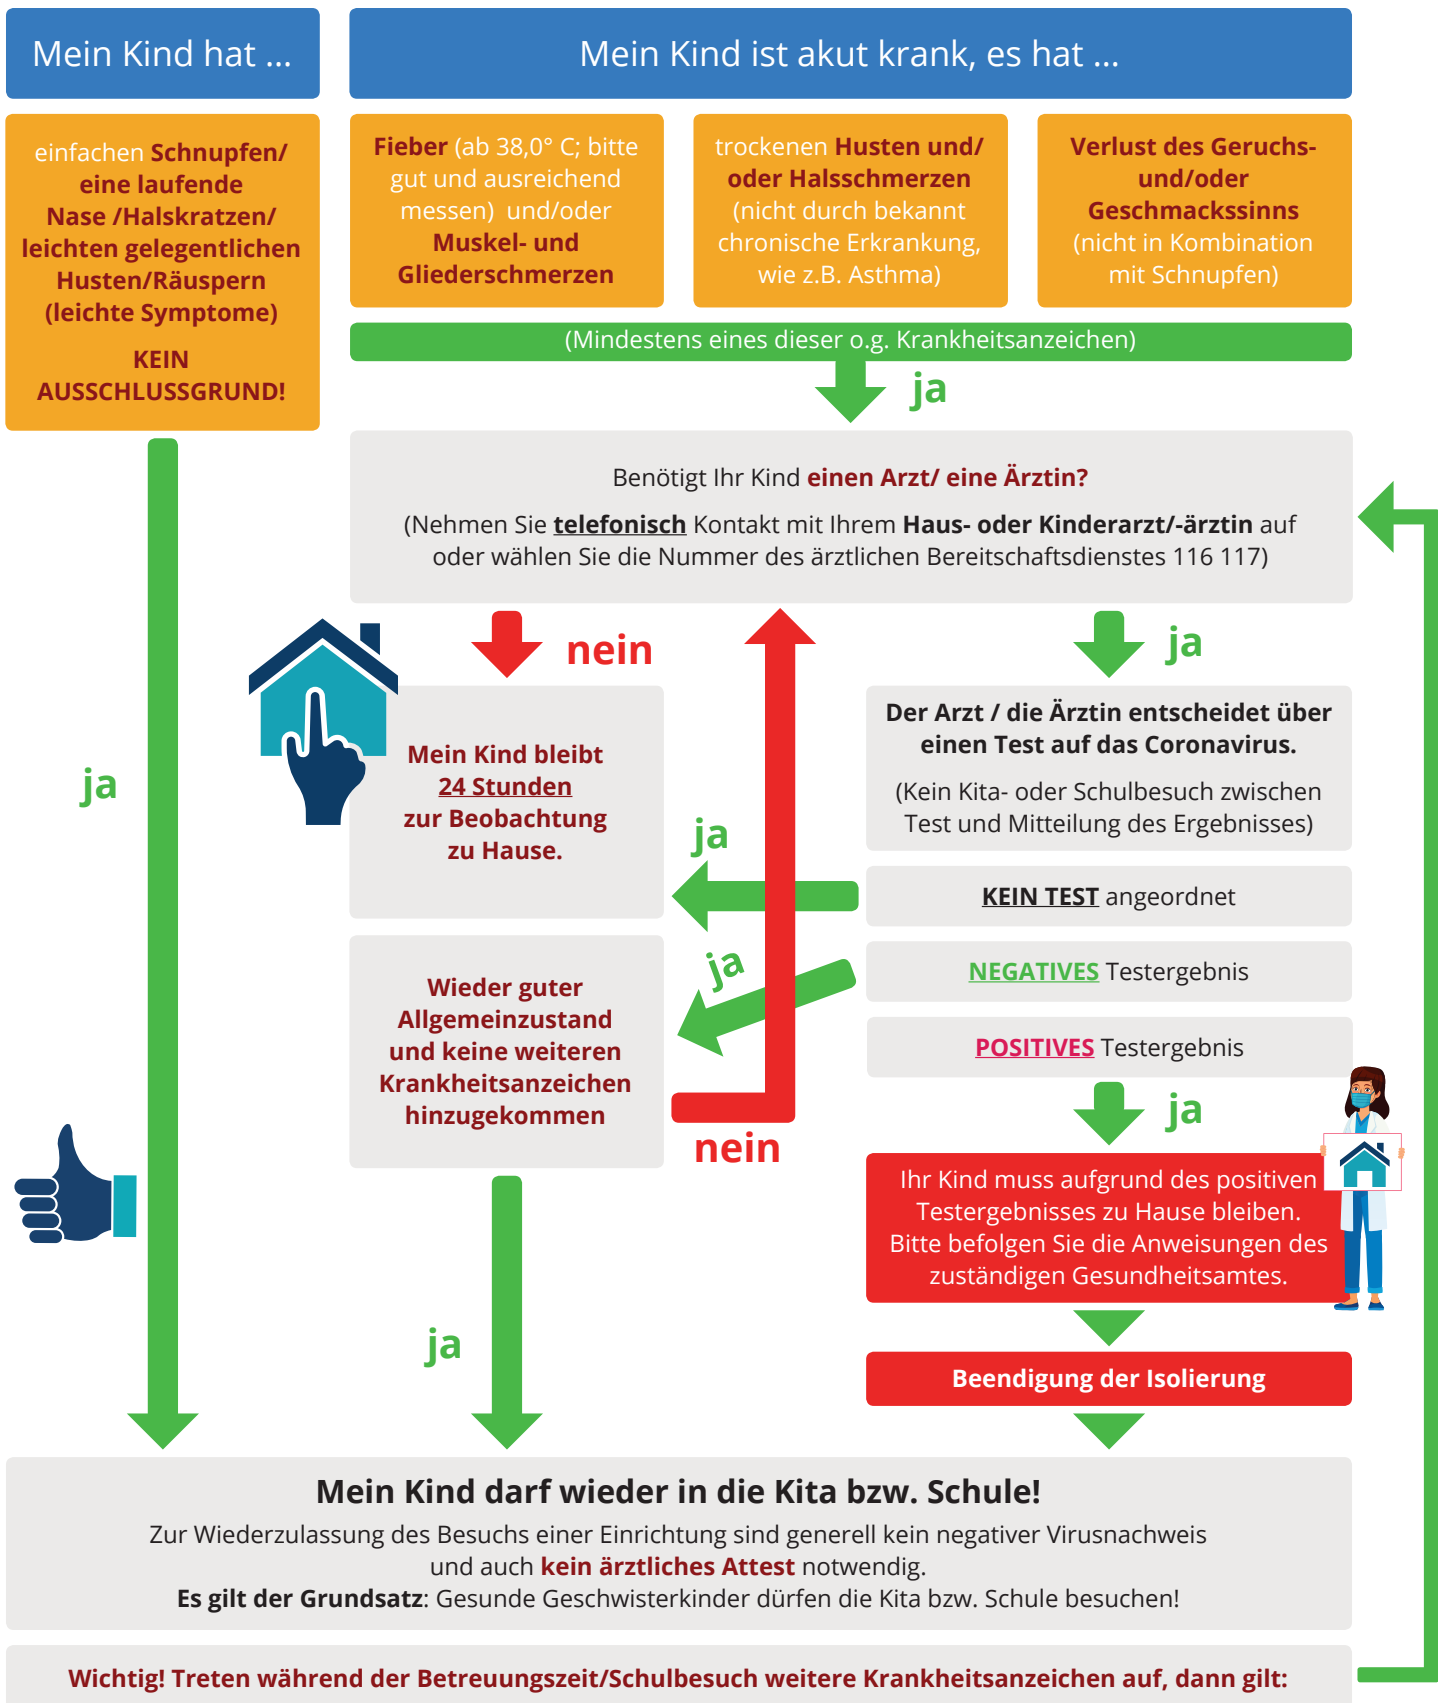 Mein Kind hat ...
Mein Kind ist akut krank, es hat ...
einfachen Schnupfen/
eine laufende
Nase /Halskratzen/
leichten gelegentlichen
Husten/Räuspern
(leichte Symptome)
KEIN
AUSSCHLUSSGRUND!
Fieber (ab 38,0° C; bitte
gut und ausreichend
messen) und/oder
Muskel- und
Gliederschmerzen
trockenen Husten und/
oder Halsschmerzen
(nicht durch bekannt
chronische Erkrankung,
wie z.B. Asthma)
Verlust des Geruchs-
und/oder
Geschmackssinns
(nicht in Kombination
mit Schnupfen)
(Mindestens eines dieser o.g. Krankheitsanzeichen)
ja
Benötigt Ihr Kind einen Arzt/ eine Ärztin?
(Nehmen Sie telefonisch Kontakt mit Ihrem Haus- oder Kinderarzt/-ärztin auf
oder wählen Sie die Nummer des ärztlichen Bereitschaftsdienstes 116 117)
nein
ja
Mein Kind bleibt
24 Stunden
zur Beobachtung
zu Hause.
Der Arzt / die Ärztin entscheidet über
einen Test auf das Coronavirus.
(Kein Kita- oder Schulbesuch zwischen
Test und Mitteilung des Ergebnisses)
ja
ja
KEIN TEST angeordnet
ja
NEGATIVES Testergebnis
Wieder guter
Allgemeinzustand
und keine weiteren
Krankheitsanzeichen
hinzugekommen
POSITIVES Testergebnis
nein
ja
Ihr Kind muss aufgrund des positiven
Testergebnisses zu Hause bleiben.
Bitte befolgen Sie die Anweisungen des
zuständigen Gesundheitsamtes.
ja
Beendigung der Isolierung
Mein Kind darf wieder in die Kita bzw. Schule!
Zur Wiederzulassung des Besuchs einer Einrichtung sind generell kein negativer Virusnachweis
und auch kein ärztliches Attest notwendig.
Es gilt der Grundsatz: Gesunde Geschwisterkinder dürfen die Kita bzw. Schule besuchen!
Wichtig! Treten während der Betreuungszeit/Schulbesuch weitere Krankheitsanzeichen auf, dann gilt: